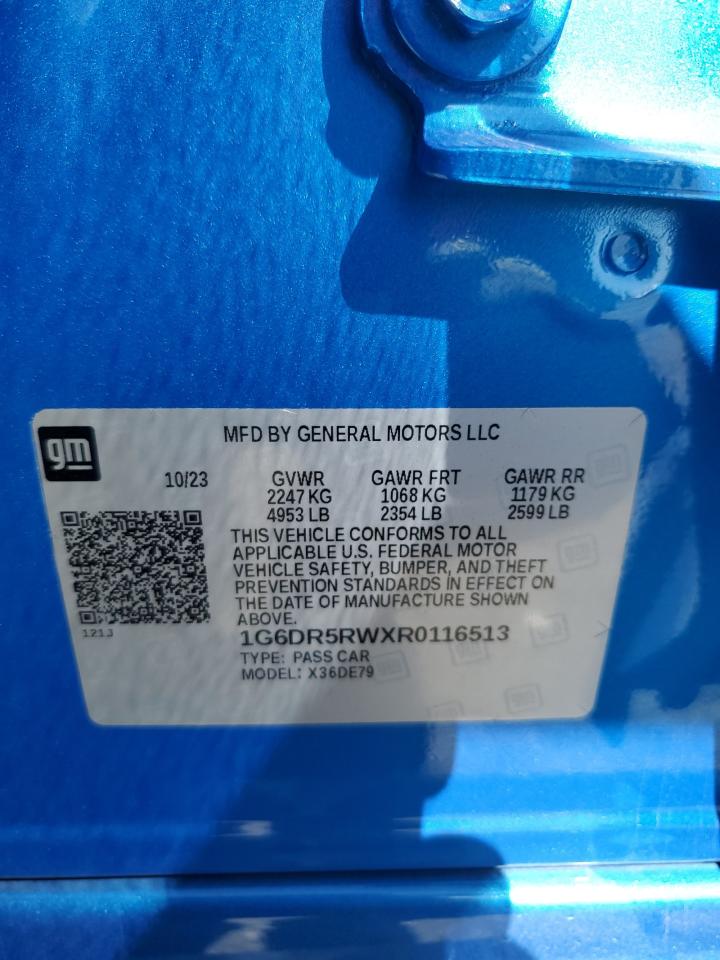 gm
MFD BY GENERAL MOTORS LLC
10/23 GVWR GAWR FRT GAWR RR
2247 KG 1068 KG 1179 KG
4953 LB 2354 LB 2599 LB
THIS VEHICLE CONFORMS TO ALL
APPLICABLE U.S. FEDERAL MOTOR
VEHICLE SAFETY, BUMPER, AND THEFT
PREVENTION STANDARDS IN EFFECT ON
THE DATE OF MANUFACTURE SHOWN
ABOVE.
121J
1G6DR5RWXR0116513
TYPE: PASS CAR
MODEL: X36DE79